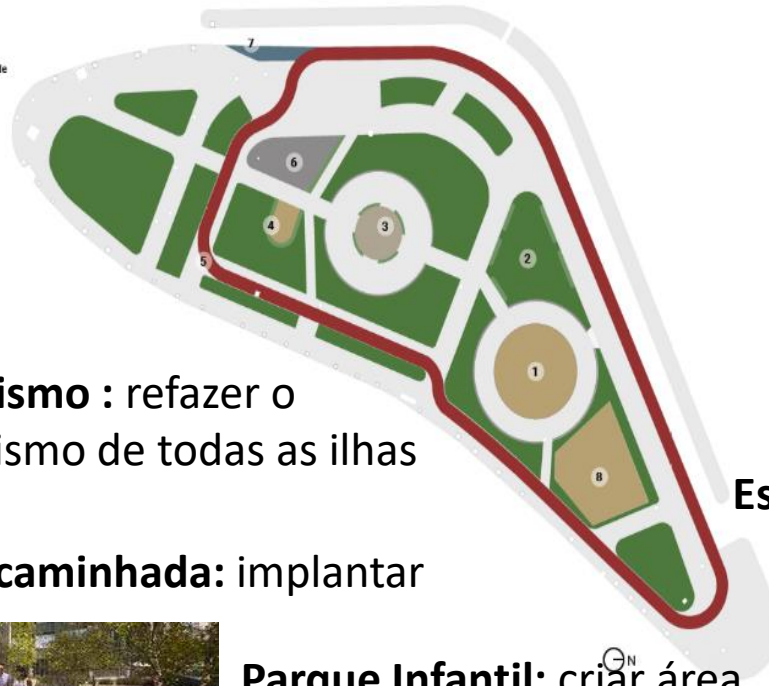 7
6
4
3
2
5
1
ismo : refazer o
ismo de todas as ilhas
8
Es
caminhada: implantar
N
Parque Infantil: criar área